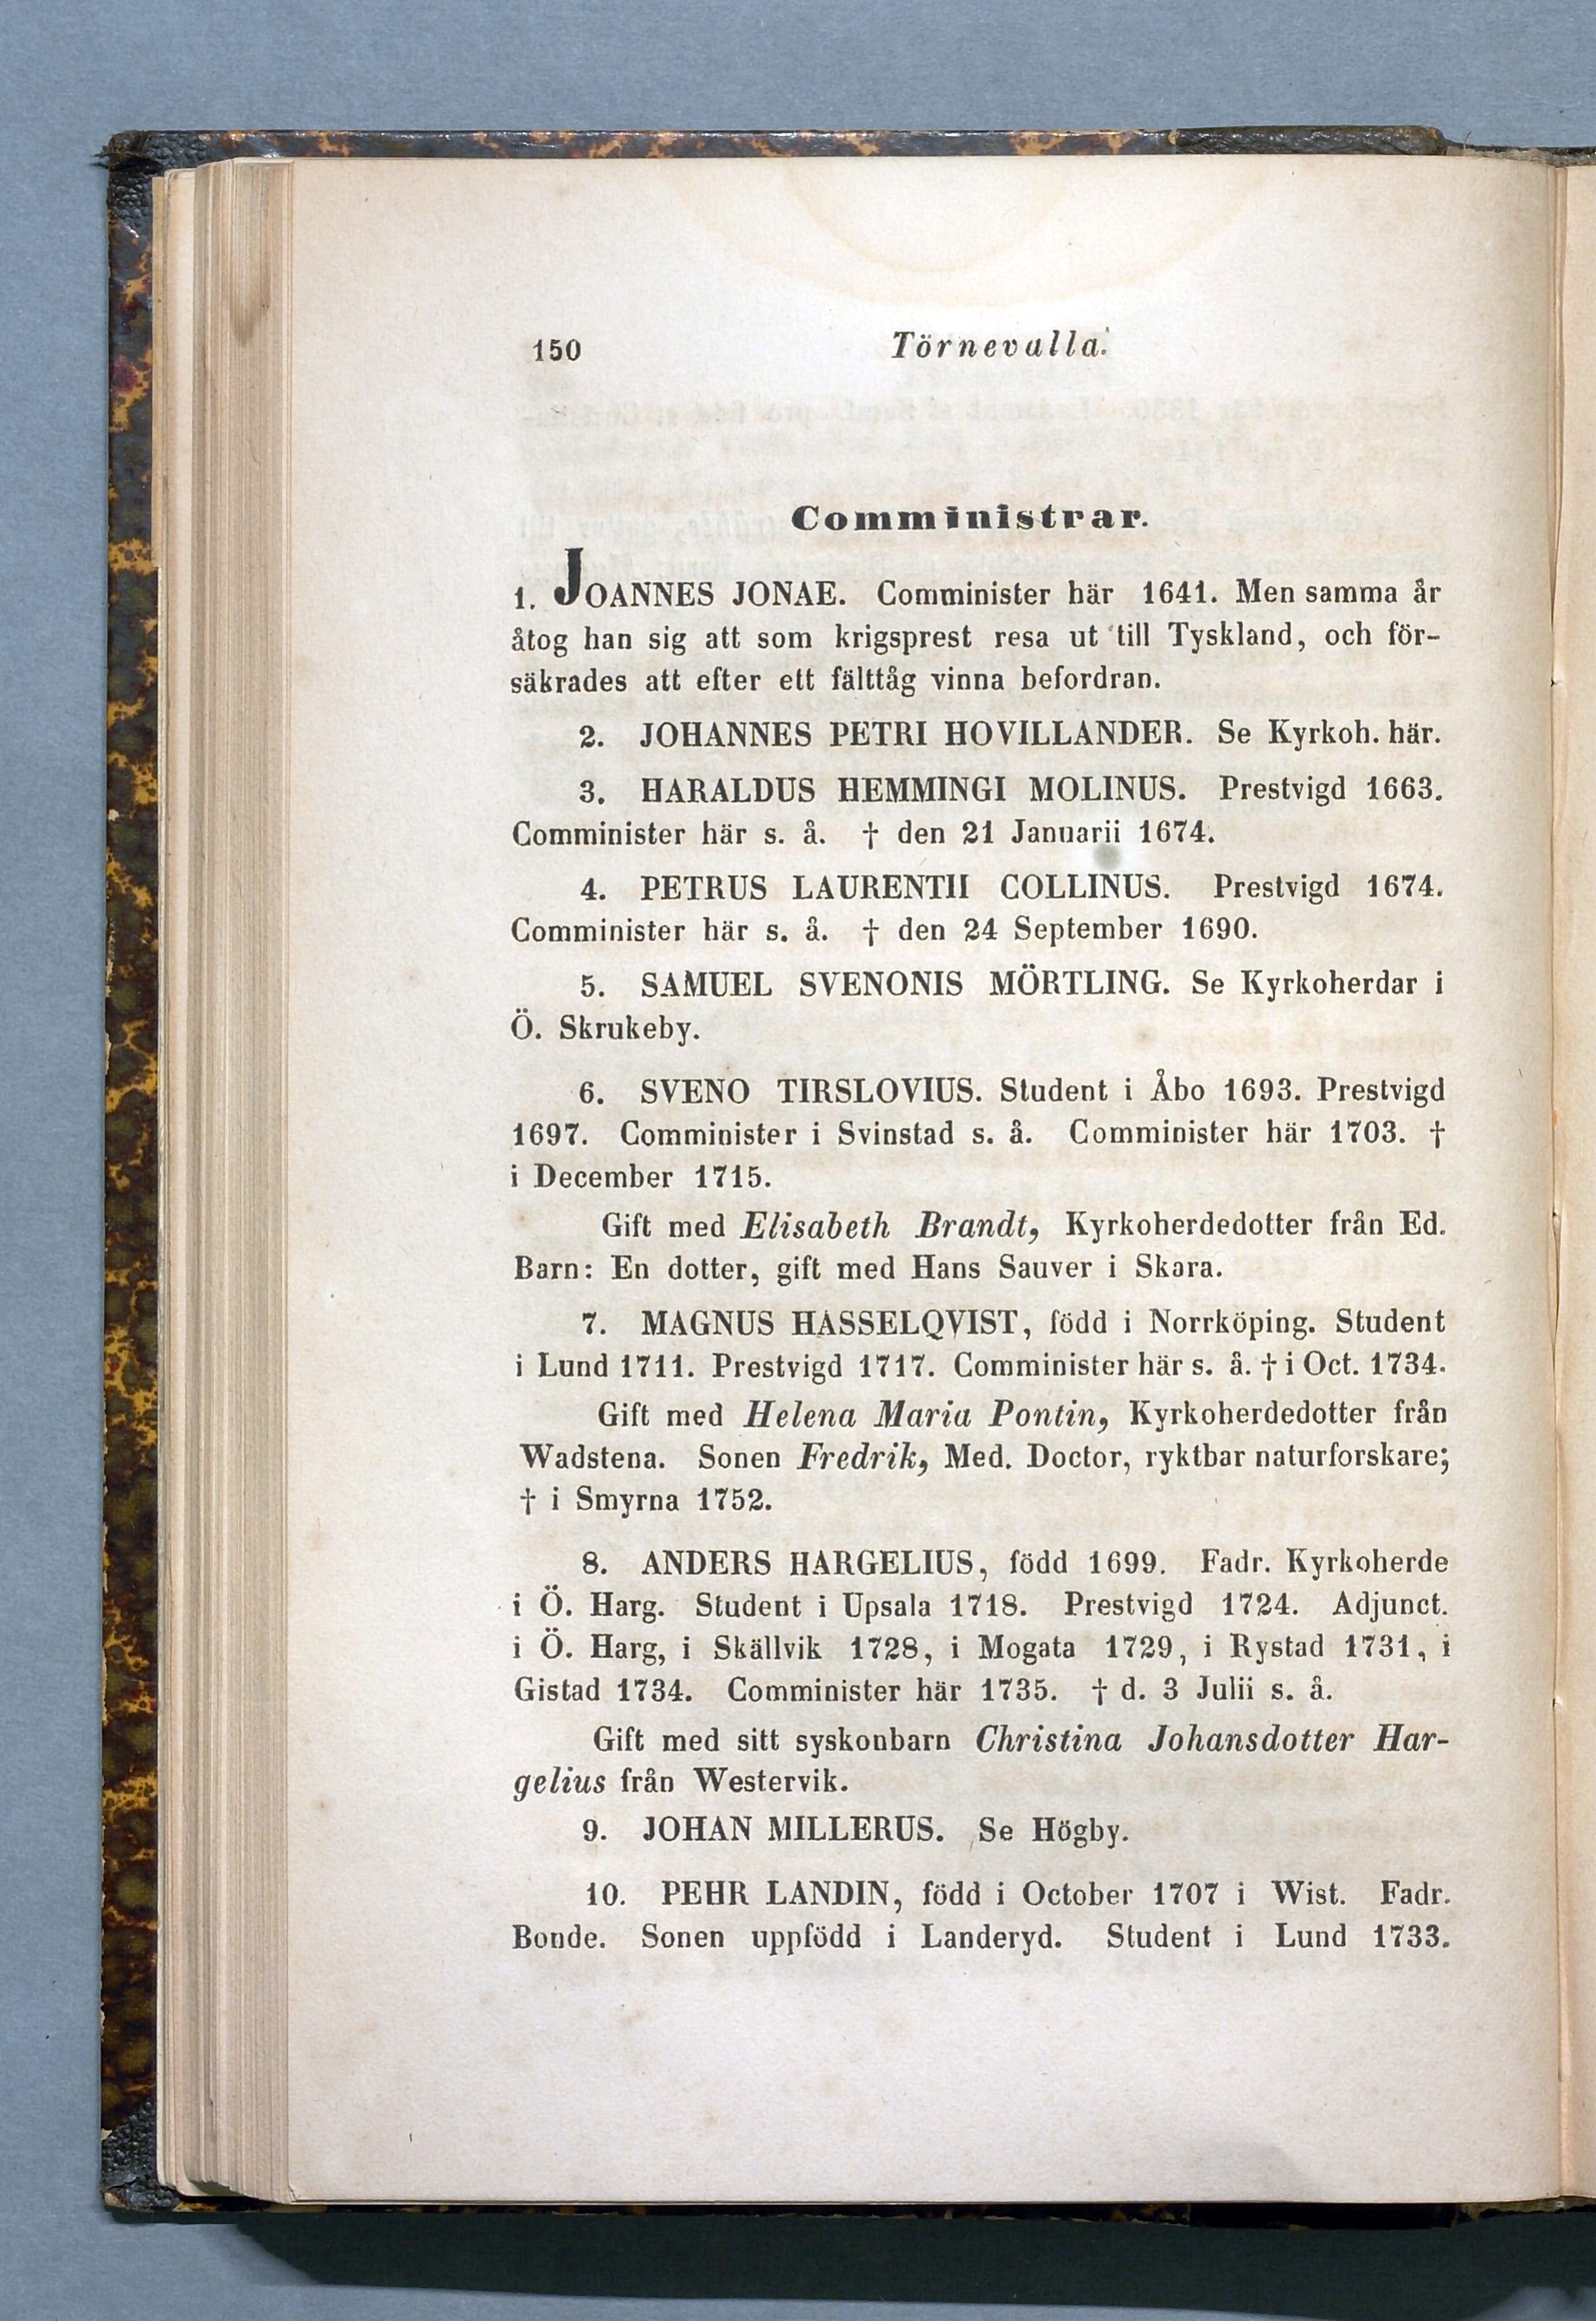 150 Törnevalla.
Comministrar.
1. JOANNES JONAE. Comminister här 1641. Men samma år
åtog han sig att som krigsprest resa ut till Tyskland, och för-
säkrades att efter ett fälttåg vinna befordran.
2. JOHANNES PETRI HOVILLANDER. Se Kyrkoh. här.
3. HARALDUS HEMMINGI MOLINUS. Prestvigd 1663.
Comminister här s. å. † den 21 Januarii 1674.
4. PETRUS LAURENTII COLLINUS. Prestvigd 1674.
Comminister här s. å. † den 24 September 1690.
5. SAMUEL SVENONIS MÖRTLING. Se Kyrkoherdar i
Ö. Skrukeby.
6. SVENO TIRSLOVIUS. Student i Åbo 1693. Prestvigd
1697. Comminister i Svinstad s. å. Comminister här 1703. †
i December 1715.
Gift med Elisabeth Brandt, Kyrkoherdedotter från Ed.
Barn: En dotter, gift med Hans Sauver i Skara.
7. MAGNUS HASSELQVIST, född i Norrköping. Student
i Lund 1711. Prestvigd 1717. Comminister här s. å. † i Oct. 1734.
Gift med Helena Maria Pontin, Kyrkoherdedotter från
Wadstena. Sonen Fredrik, Med. Doctor, ryktbar naturforskare;
† i Smyrna 1752.
8. ANDERS HARGELIUS, född 1699. Fadr. Kyrkoherde
i Ö. Harg. Student i Upsala 1718. Prestvigd 1724. Adjunct.
i Ö. Harg, i Skällvik 1728, i Mogata 1729, i Rystad 1731, i
Gistad 1734. Comminister här 1735. † d. 3 Julii s. å.
Gift med sitt syskonbarn Christina Johansdotter Har-
gelius från Westervik.
9. JOHAN MILLERUS. Se Högby.
10. PEHR LANDIN, född i October 1707 i Wist. Fadr.
Bonde. Sonen uppfödd i Landeryd. Student i Lund 1733.